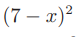 (7 − x)²